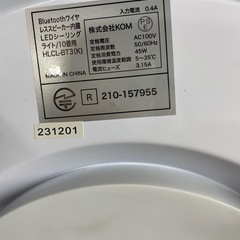 Bluetoothワイヤ
レススピーカー内蔵
LEDシーリング
ライト/10使用
HLCL-BT3(K)
MADE IN CHINA
入力電流 0.4A
株式会社KOM
PSE
定格電圧 AC100V
定格周波数 50/60Hz
定格消費電力 45W
使用環境温度範囲 5~35℃
電流ヒューズ 3.15A
R 210-157955
231201